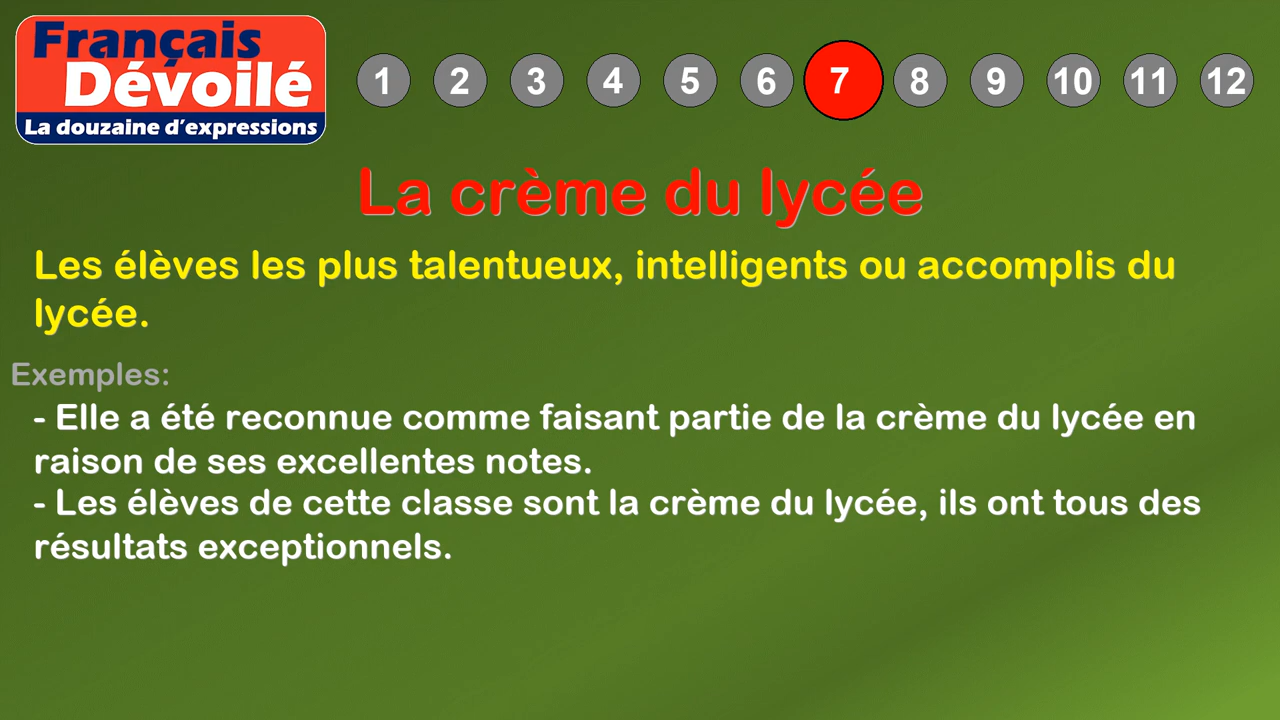 Français
Dévoilé
La douzaine d'expressions
1 2 3 4 5 6 7 8 9 10 11 12
La crème du lycée
Les élèves les plus talentueux, intelligents ou accomplis du
lycée.
Exemples:
- Elle a été reconnue comme faisant partie de la crème du lycée en
raison de ses excellentes notes.
- Les élèves de cette classe sont la crème du lycée, ils ont tous des
résultats exceptionnels.